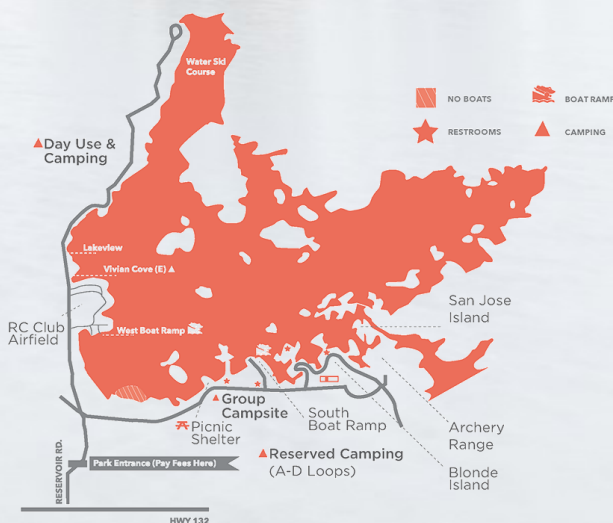 Water Ski
Course
NO BOATS
BOAT RAMP
RESTROOMS
CAMPING
Day Use &
Camping
Lakeview
Vivian Cove (E)
San Jose
Island
RC Club
Airfield
West Boat Ramp
Group
Campsite
South
Boat Ramp
Picnic
Shelter
Archery
Range
Reserved Camping
(A-D Loops)
Blonde
Island
Park Entrance (Pay Fees Here)
RESERVOIR RD.
HWY 132